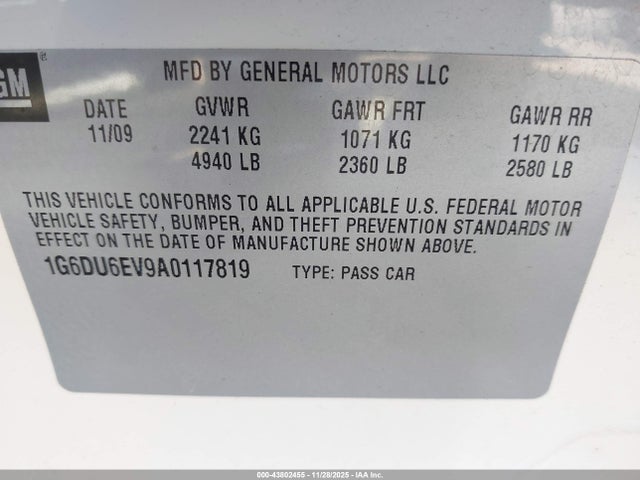 GM
MFD BY GENERAL MOTORS LLC
DATE GVWR GAWR FRT GAWR RR
11/09 2241 KG 1071 KG 1170 KG
4940 LB 2360 LB 2580 LB
THIS VEHICLE CONFORMS TO ALL APPLICABLE U.S. FEDERAL MOTOR
VEHICLE SAFETY, BUMPER, AND THEFT PREVENTION STANDARDS IN
EFFECT ON THE DATE OF MANUFACTURE SHOWN ABOVE.
1G6DU6EV9A0117819 TYPE: PASS CAR
000-43802455 - 11/28/2025 - IAA Inc.